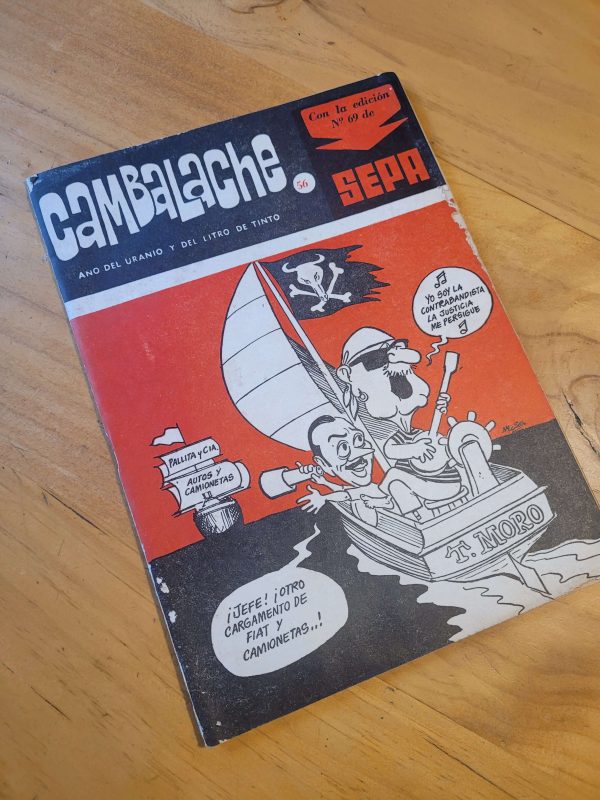 Con la edición
Nº 69 de
SEPA
CAMBALACHE
56
AÑO DEL URANIO Y DEL LITRO DE TINTO
YO SOY LA
CONTRABANDISTA
LA JUSTICIA
ME PERSIGUE
PALLITA Y CIA.
AUTOS Y
CAMIONETAS
T. MORO
¡JEFE! ¡OTRO
CARGAMENTO DE
FIAT Y
CAMIONETAS..!